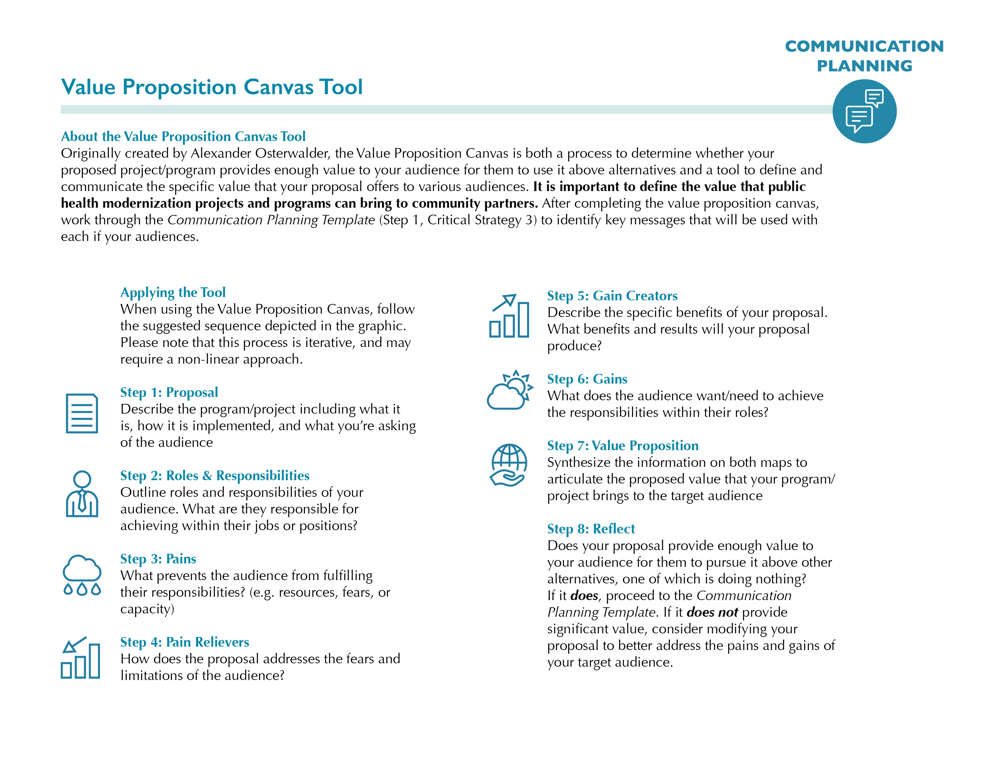 COMMUNICATION
PLANNING
Value Proposition Canvas Tool
About the Value Proposition Canvas Tool
Originally created by Alexander Osterwalder, the Value Proposition Canvas is both a process to determine whether your
proposed project/program provides enough value to your audience for them to use it above alternatives and a tool to define and
communicate the specific value that your proposal offers to various audiences. It is important to define the value that public
health modernization projects and programs can bring to community partners. After completing the value proposition canvas,
work through the Communication Planning Template (Step 1, Critical Strategy 3) to identify key messages that will be used with
each if your audiences.
Applying the Tool
When using the Value Proposition Canvas, follow
the suggested sequence depicted in the graphic.
Please note that this process is iterative, and may
require a non-linear approach.
Step 1: Proposal
Describe the program/project including what it
is, how it is implemented, and what you’re asking
of the audience
Step 2: Roles & Responsibilities
Outline roles and responsibilities of your
audience. What are they responsible for
achieving within their jobs or positions?
Step 3: Pains
What prevents the audience from fulfilling
their responsibilities? (e.g. resources, fears, or
capacity)
Step 4: Pain Relievers
How does the proposal addresses the fears and
limitations of the audience?
Step 5: Gain Creators
Describe the specific benefits of your proposal.
What benefits and results will your proposal
produce?
Step 6: Gains
What does the audience want/need to achieve
the responsibilities within their roles?
Step 7: Value Proposition
Synthesize the information on both maps to
articulate the proposed value that your program/
project brings to the target audience
Step 8: Reflect
Does your proposal provide enough value to
your audience for them to pursue it above other
alternatives, one of which is doing nothing?
If it does, proceed to the Communication
Planning Template. If it does not provide
significant value, consider modifying your
proposal to better address the pains and gains of
your target audience.